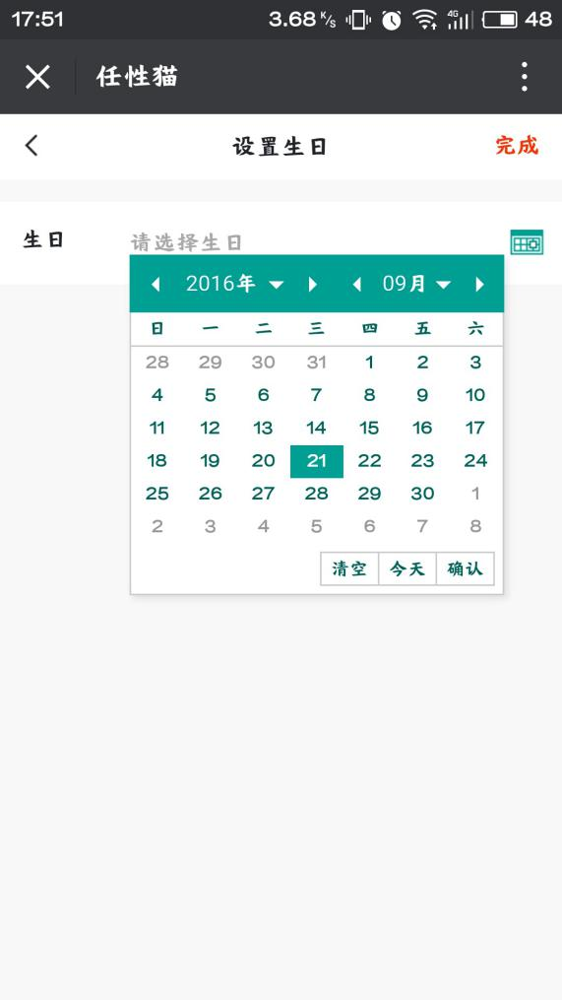 17:51 3.68 K/s 4G 48
任性猫
设置生日 完成
生日 请选择生日
2016年 09月
日 一 二 三 四 五 六
28 29 30 31 1 2 3
4 5 6 7 8 9 10
11 12 13 14 15 16 17
18 19 20 21 22 23 24
25 26 27 28 29 30 1
2 3 4 5 6 7 8
清空 今天 确认